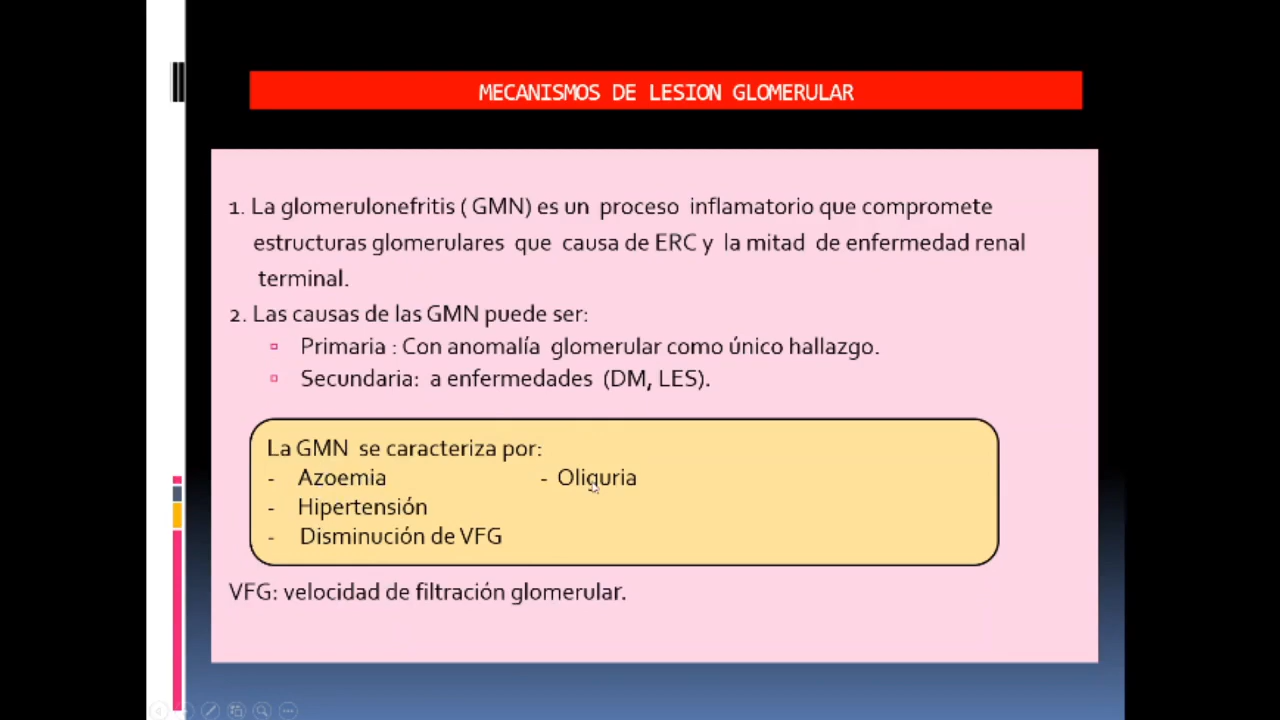 MECANISMOS DE LESION GLOMERULAR
1. La glomerulonefritis ( GMN) es un proceso inflamatorio que compromete
estructuras glomerulares que causa de ERC y la mitad de enfermedad renal
terminal.
2. Las causas de las GMN puede ser:
Primaria : Con anomalía glomerular como único hallazgo.
Secundaria: a enfermedades (DM, LES).
La GMN se caracteriza por:
- Azoemia - Oliguria
- Hipertensión
- Disminución de VFG
VFG: velocidad de filtración glomerular.